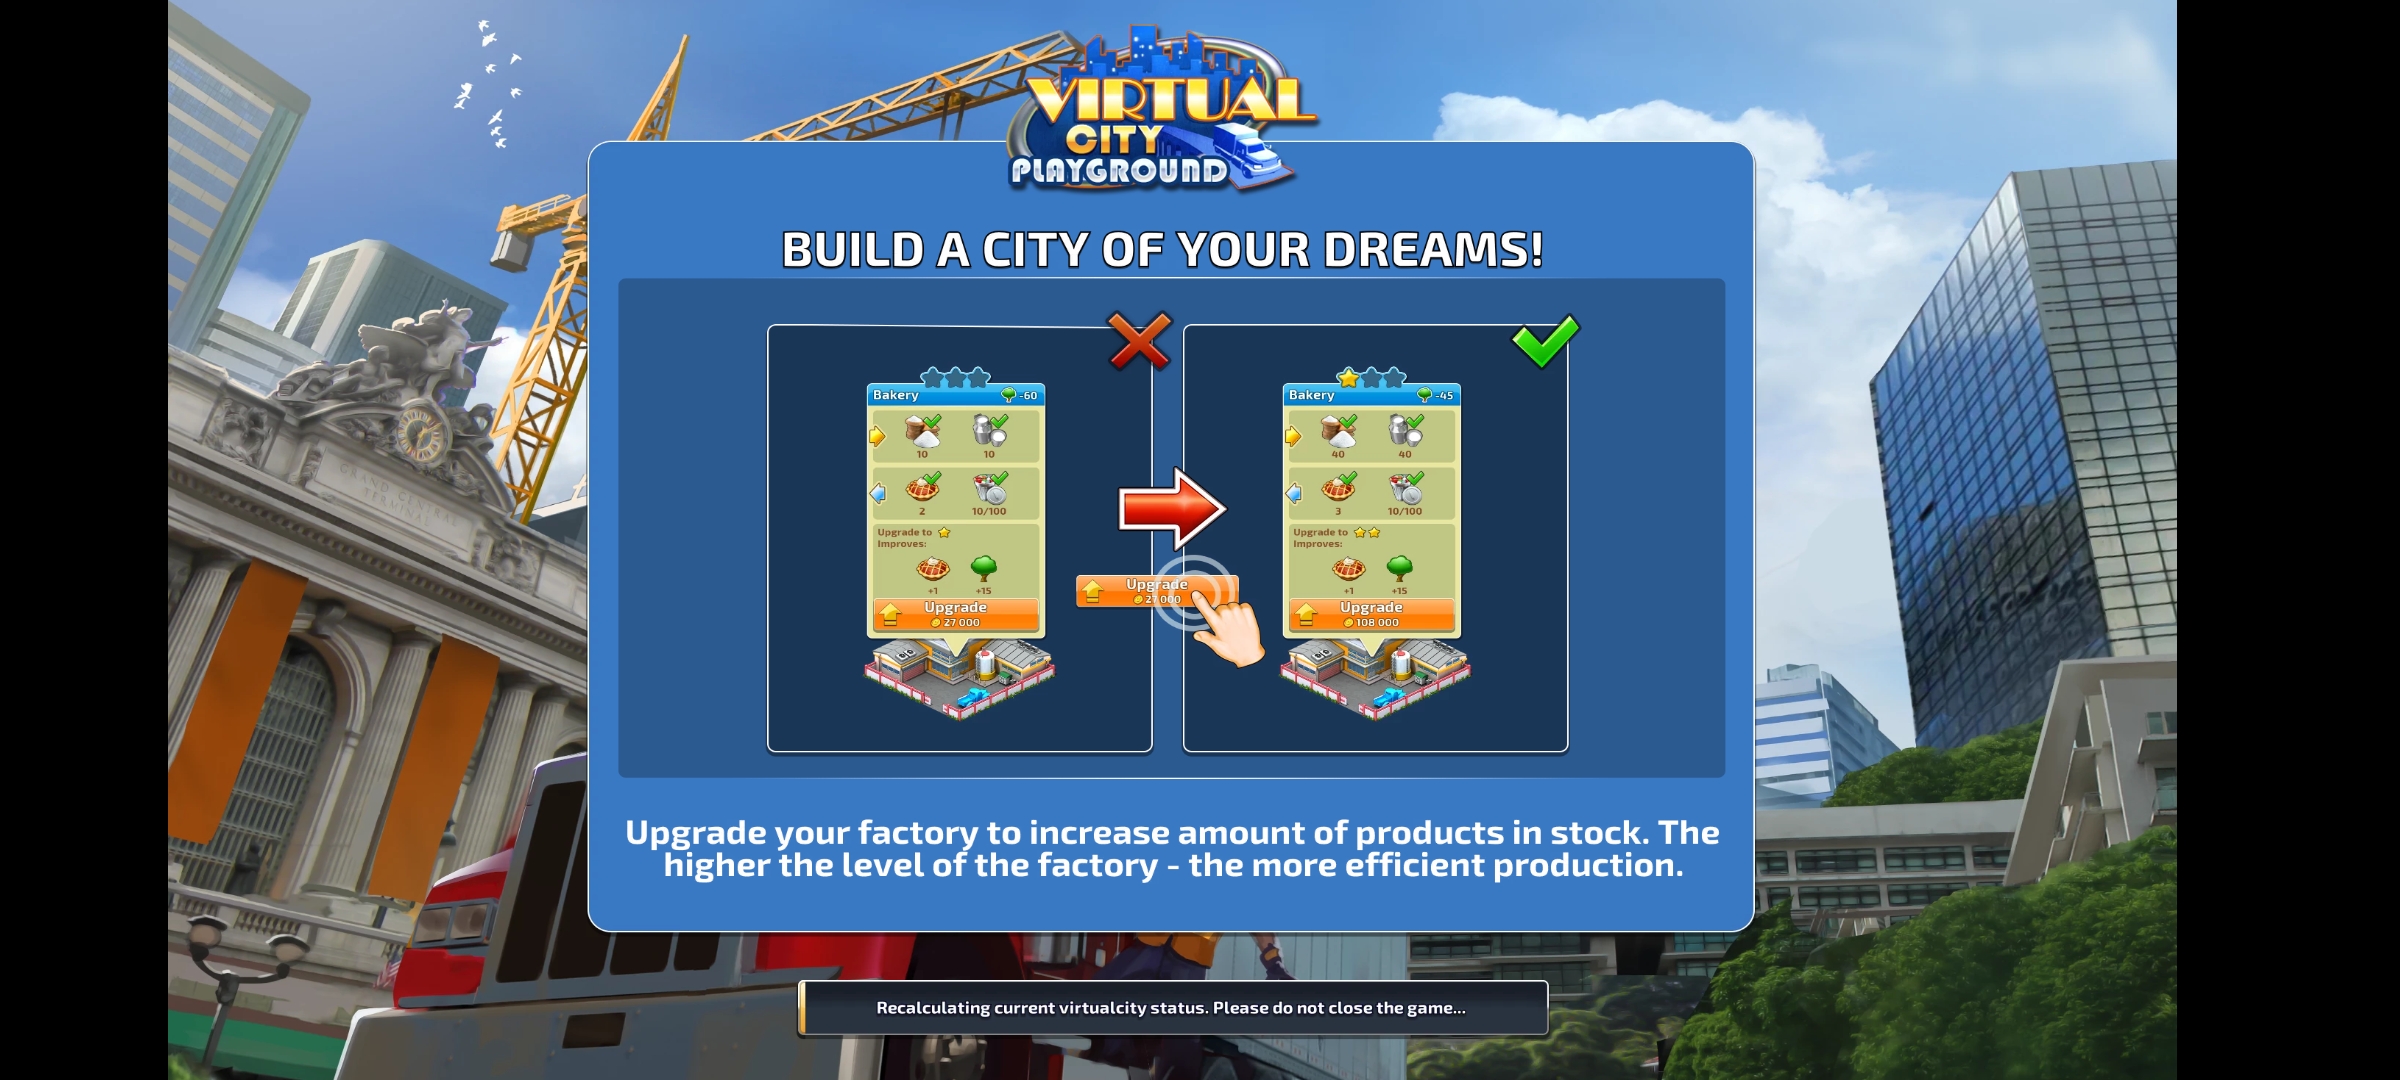 VIRTUAL
CITY
PLAYGROUND
BUILD A CITY OF YOUR DREAMS!
Bakery -60
10 10
2 10/100
Upgrade to
Improves:
+1 +15
Upgrade
27 000
Upgrade
27 000
Bakery -45
40 40
3 10/100
Upgrade to
Improves:
+1 +15
Upgrade
108 000
GRAND GENERAL
TERMINAL
Upgrade your factory to increase amount of products in stock. The
higher the level of the factory - the more efficient production.
Recalculating current virtualcity status. Please do not close the game...